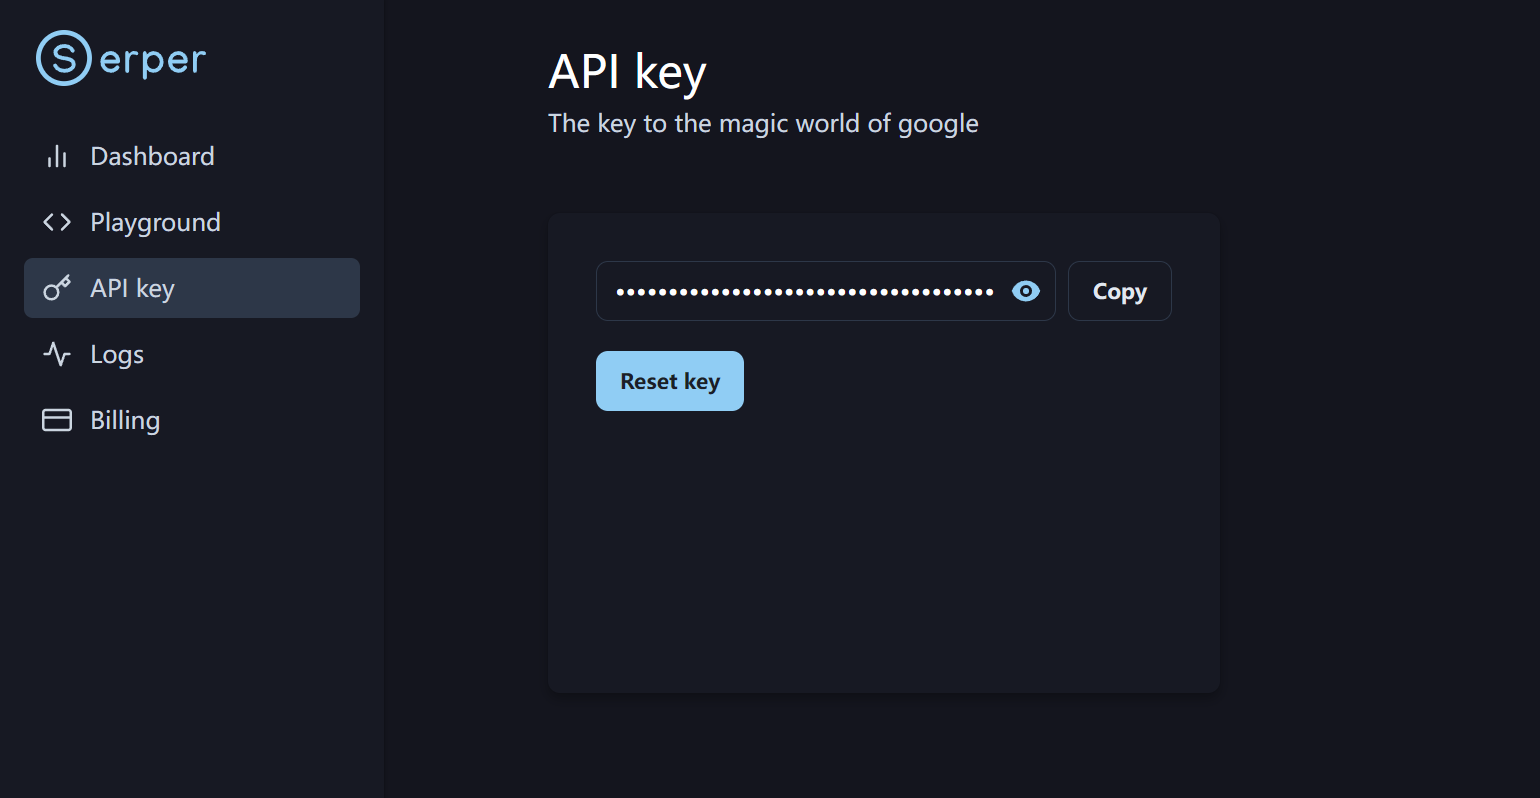 Serper
Dashboard
Playground
API key
Logs
Billing
API key
The key to the magic world of google
••••••••••••••••••••••••••••••••••••
Copy
Reset key